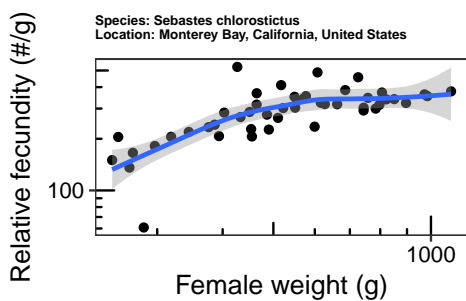 Species: Sebastes chlorostictus
Location: Monterey Bay, California, United States
Relative fecundity (#/g)
100
1000
Female weight (g)